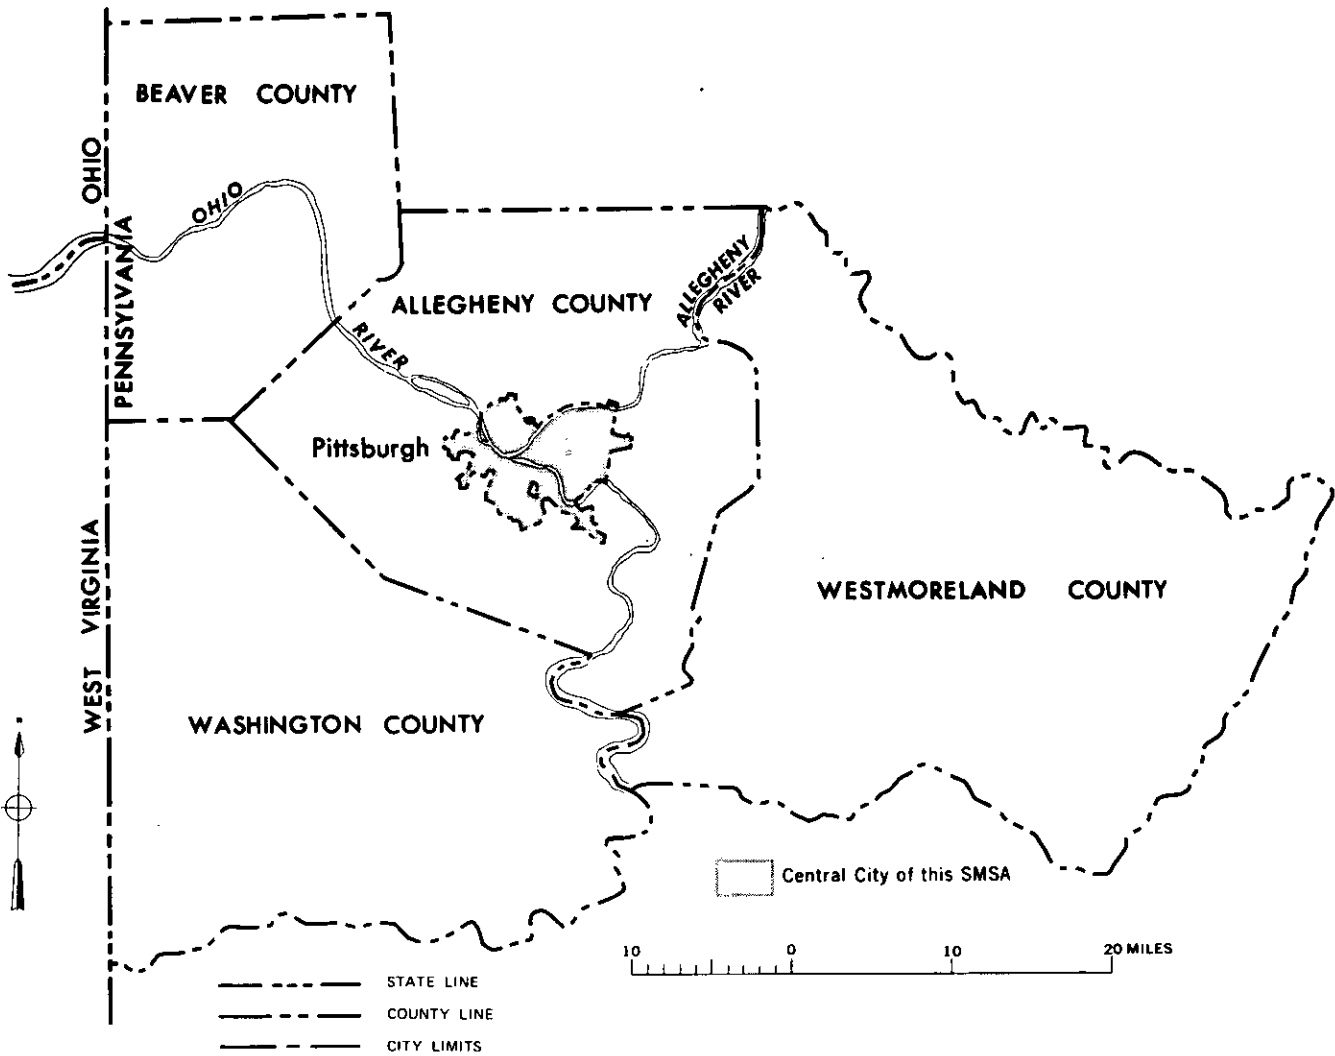 BEAVER COUNTY
OHIO
PENNSYLVANIA
OHIO
RIVER
ALLEGHENY COUNTY
ALLEGHENY
RIVER
Pittsburgh
WEST VIRGINIA
WESTMORELAND COUNTY
WASHINGTON COUNTY
Central City of this SMSA
10 0 10 20 MILES
STATE LINE
COUNTY LINE
CITY LIMITS